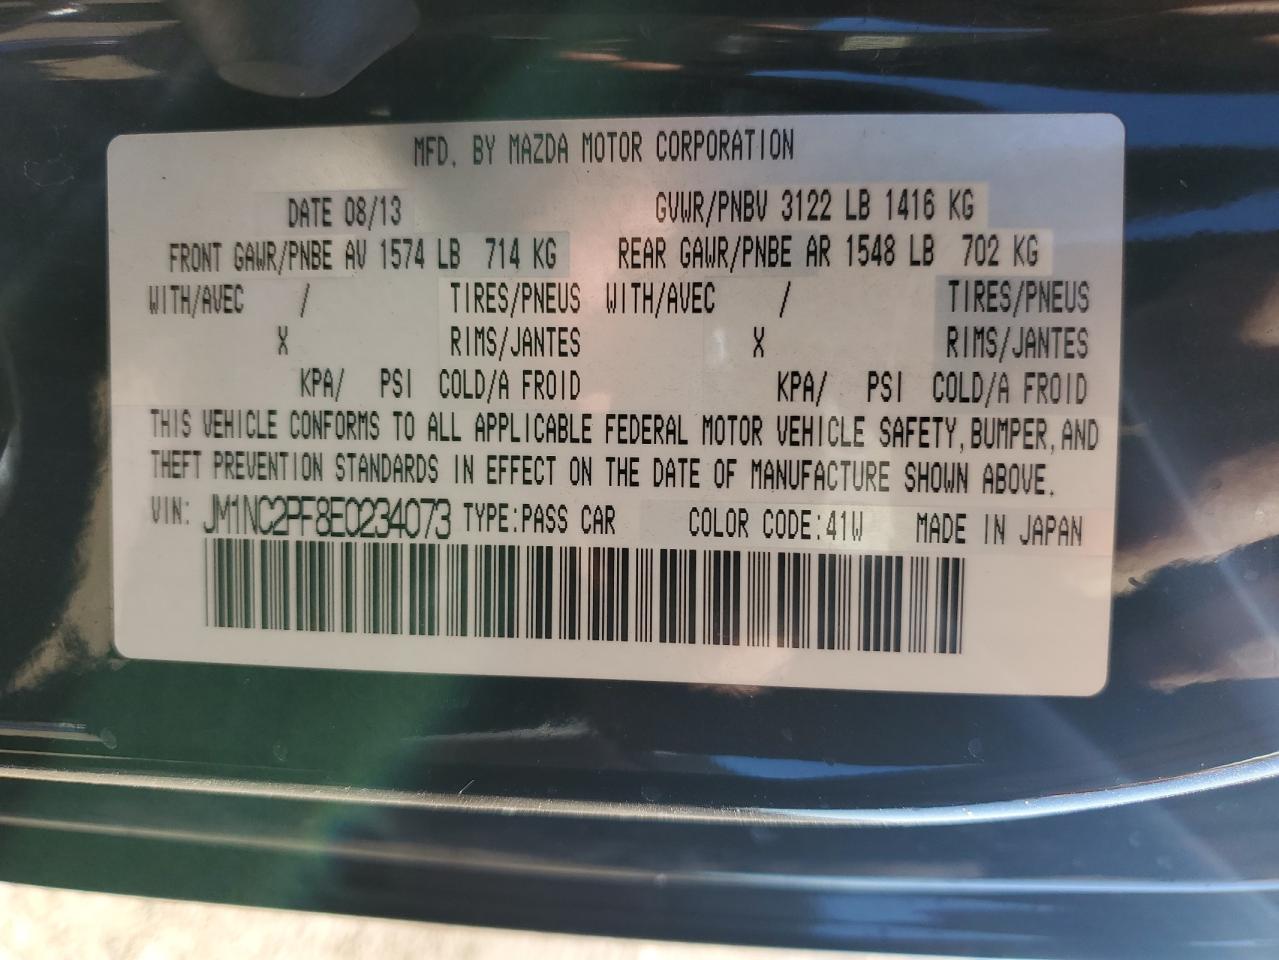 MFD. BY MAZDA MOTOR CORPORATION
DATE 08/13 GVWR/PNBV 3122 LB 1416 KG
FRONT GAWR/PNBE AV 1574 LB 714 KG REAR GAWR/PNBE AR 1548 LB 702 KG
WITH/AVEC / TIRES/PNEUS WITH/AVEC / TIRES/PNEUS
X RIMS/JANTES X RIMS/JANTES
KPA/ PSI COLD/A FROID KPA/ PSI COLD/A FROID
THIS VEHICLE CONFORMS TO ALL APPLICABLE FEDERAL MOTOR VEHICLE SAFETY, BUMPER, AND
THEFT PREVENTION STANDARDS IN EFFECT ON THE DATE OF MANUFACTURE SHOWN ABOVE.
VIN: JM1NC2PF8E0234073 TYPE:PASS CAR COLOR CODE:41W MADE IN JAPAN